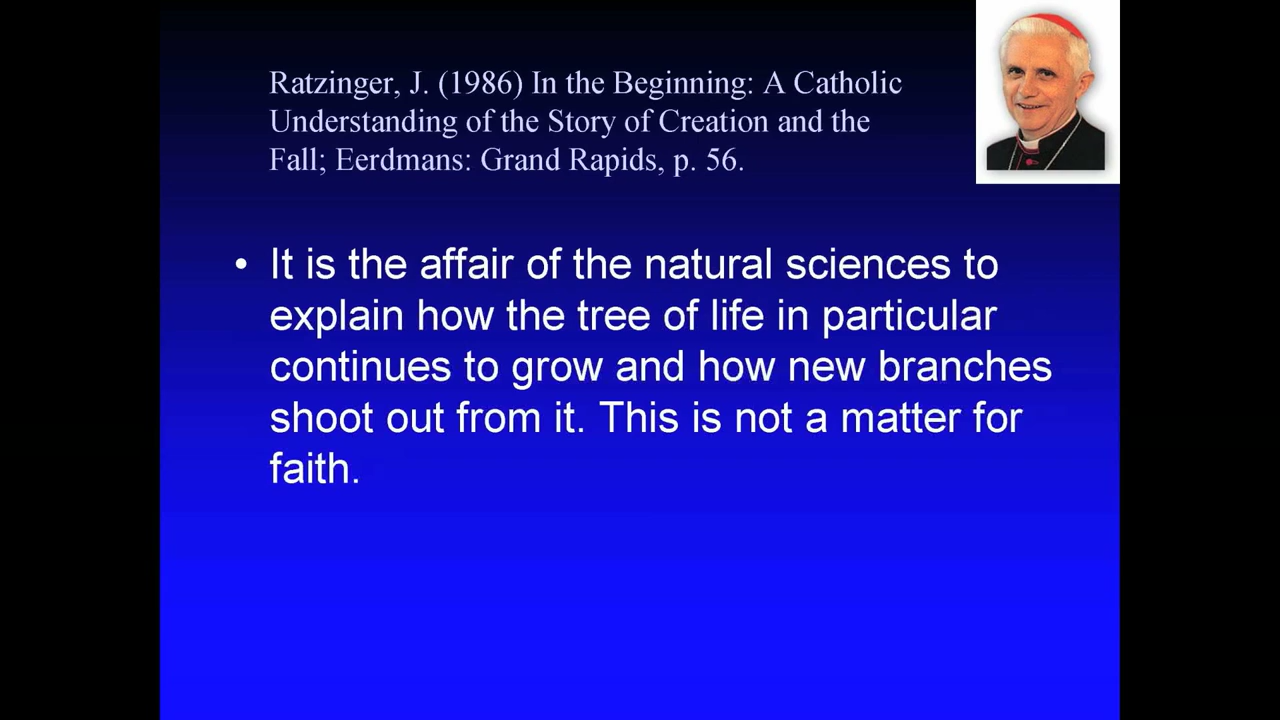 Ratzinger, J. (1986) In the Beginning: A Catholic
Understanding of the Story of Creation and the
Fall; Eerdmans: Grand Rapids, p. 56.
• It is the affair of the natural sciences to
explain how the tree of life in particular
continues to grow and how new branches
shoot out from it. This is not a matter for
faith.